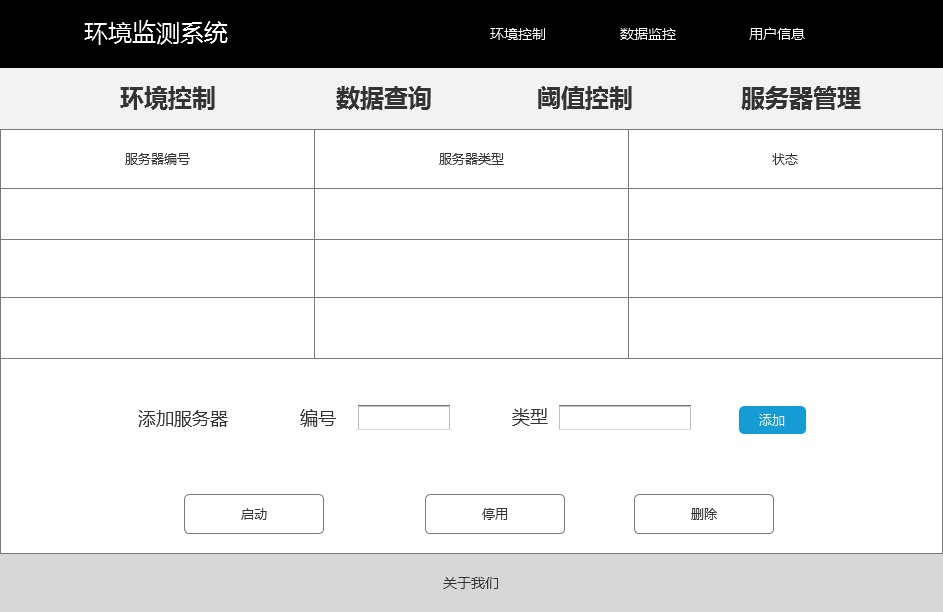 环境监测系统 环境控制 数据监控 用户信息
环境控制 数据查询 阈值控制 服务器管理
服务器编号 服务器类型 状态
添加服务器 编号 类型 添加
启动 停用 删除
关于我们